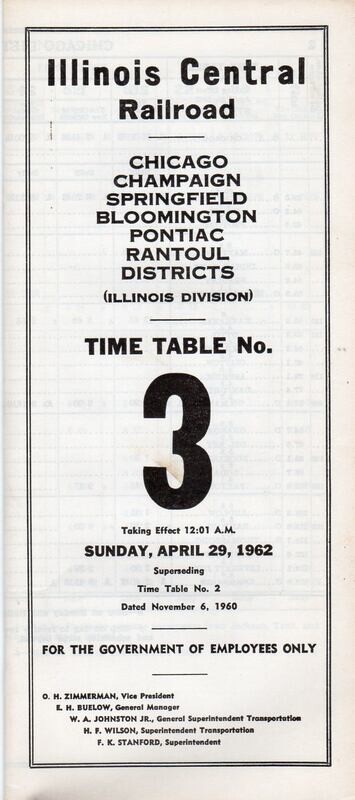 Illinois Central
Railroad
CHICAGO
CHAMPAIGN
SPRINGFIELD
BLOOMINGTON
PONTIAC
RANTOUL
DISTRICTS
(ILLINOIS DIVISION)
TIME TABLE No.
3
Taking Effect 12:01 A.M.
SUNDAY, APRIL 29, 1962
Superseding
Time Table No. 2
Dated November 6, 1960
FOR THE GOVERNMENT OF EMPLOYEES ONLY
O. H. ZIMMERMAN, Vice President
E. H. BUELOW, General Manager
W. A. JOHNSTON JR., General Superintendent Transportation
H. F. WILSON, Superintendent Transportation
F. K. STANFORD, Superintendent